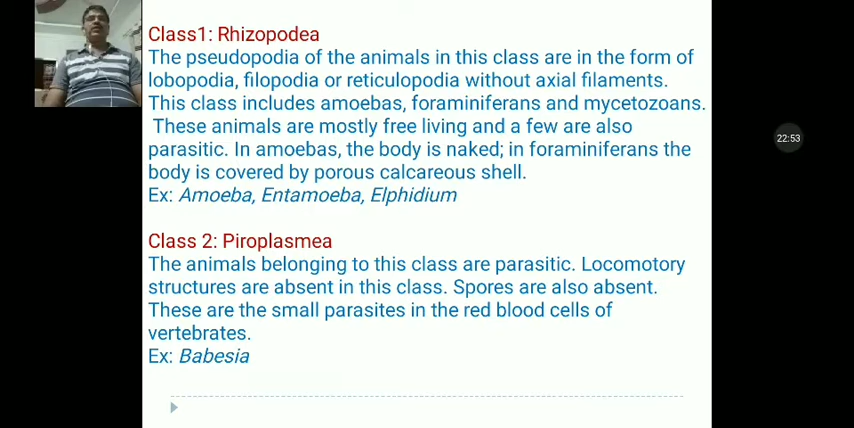 Class1: Rhizopodea
The pseudopodia of the animals in this class are in the form of
lobopodia, filopodia or reticulopodia without axial filaments.
This class includes amoebas, foraminiferans and mycetozoans.
These animals are mostly free living and a few are also
parasitic. In amoebas, the body is naked; in foraminiferans the
body is covered by porous calcareous shell.
Ex: Amoeba, Entamoeba, Elphidium
22:53
Class 2: Piroplasmea
The animals belonging to this class are parasitic. Locomotory
structures are absent in this class. Spores are also absent.
These are the small parasites in the red blood cells of
vertebrates.
Ex: Babesia